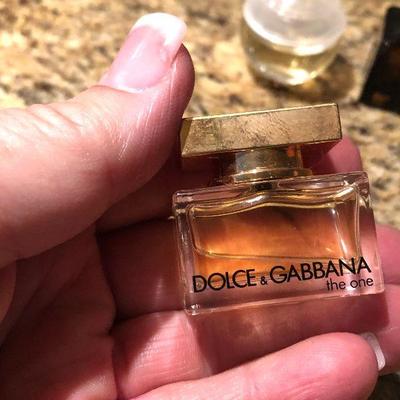 DOLCE & GABBANA
the one